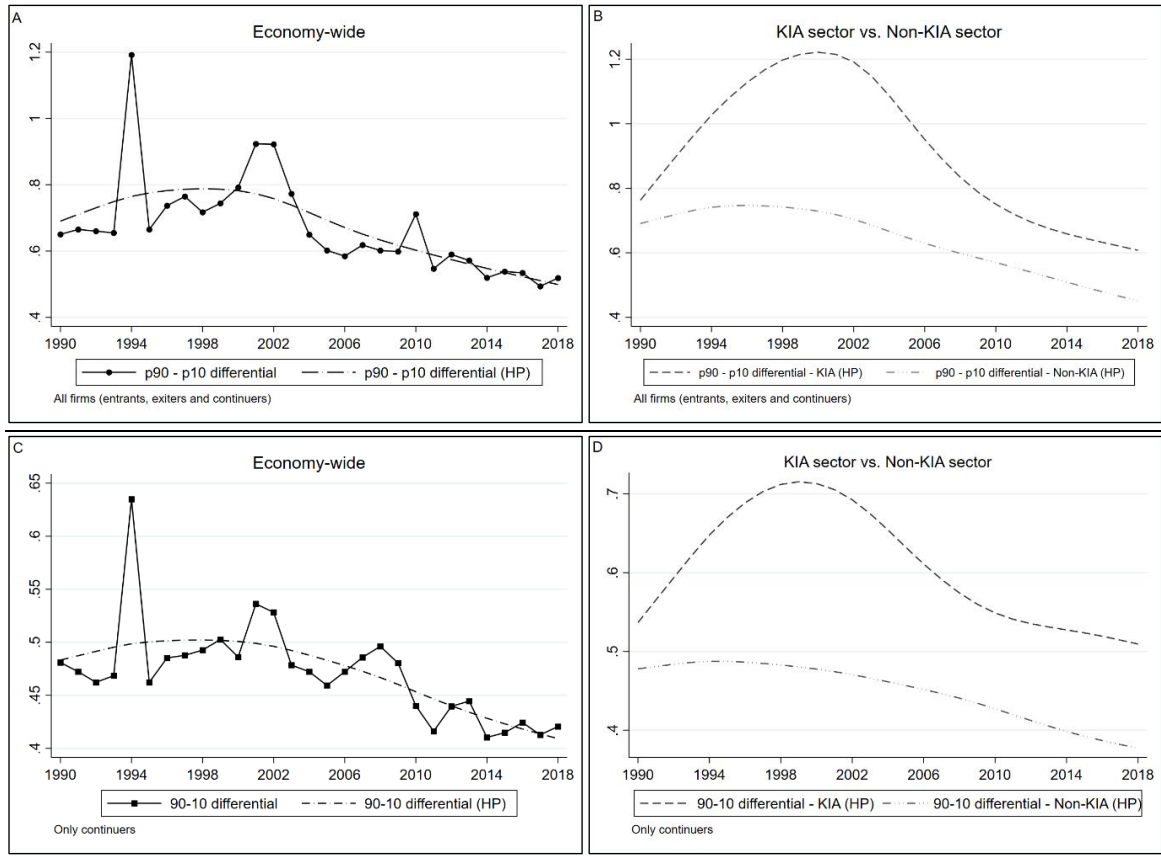 A
Economy-wide
1.2
1
.8
.6
.4
1990 1994 1998 2002 2006 2010 2014 2018
p90 - p10 differential p90 - p10 differential (HP)
All firms (entrants, exiters and continuers)
B
KIA sector vs. Non-KIA sector
1.2
1
.8
.6
.4
1990 1994 1998 2002 2006 2010 2014 2018
p90 - p10 differential - KIA (HP) p90 - p10 differential - Non-KIA (HP)
All firms (entrants, exiters and continuers)
C
Economy-wide
.65
.6
.55
.5
.45
.4
1990 1994 1998 2002 2006 2010 2014 2018
90-10 differential 90-10 differential (HP)
Only continuers
D
KIA sector vs. Non-KIA sector
.7
.6
.5
.4
1990 1994 1998 2002 2006 2010 2014 2018
90-10 differential - KIA (HP) 90-10 differential - Non-KIA (HP)
Only continuers